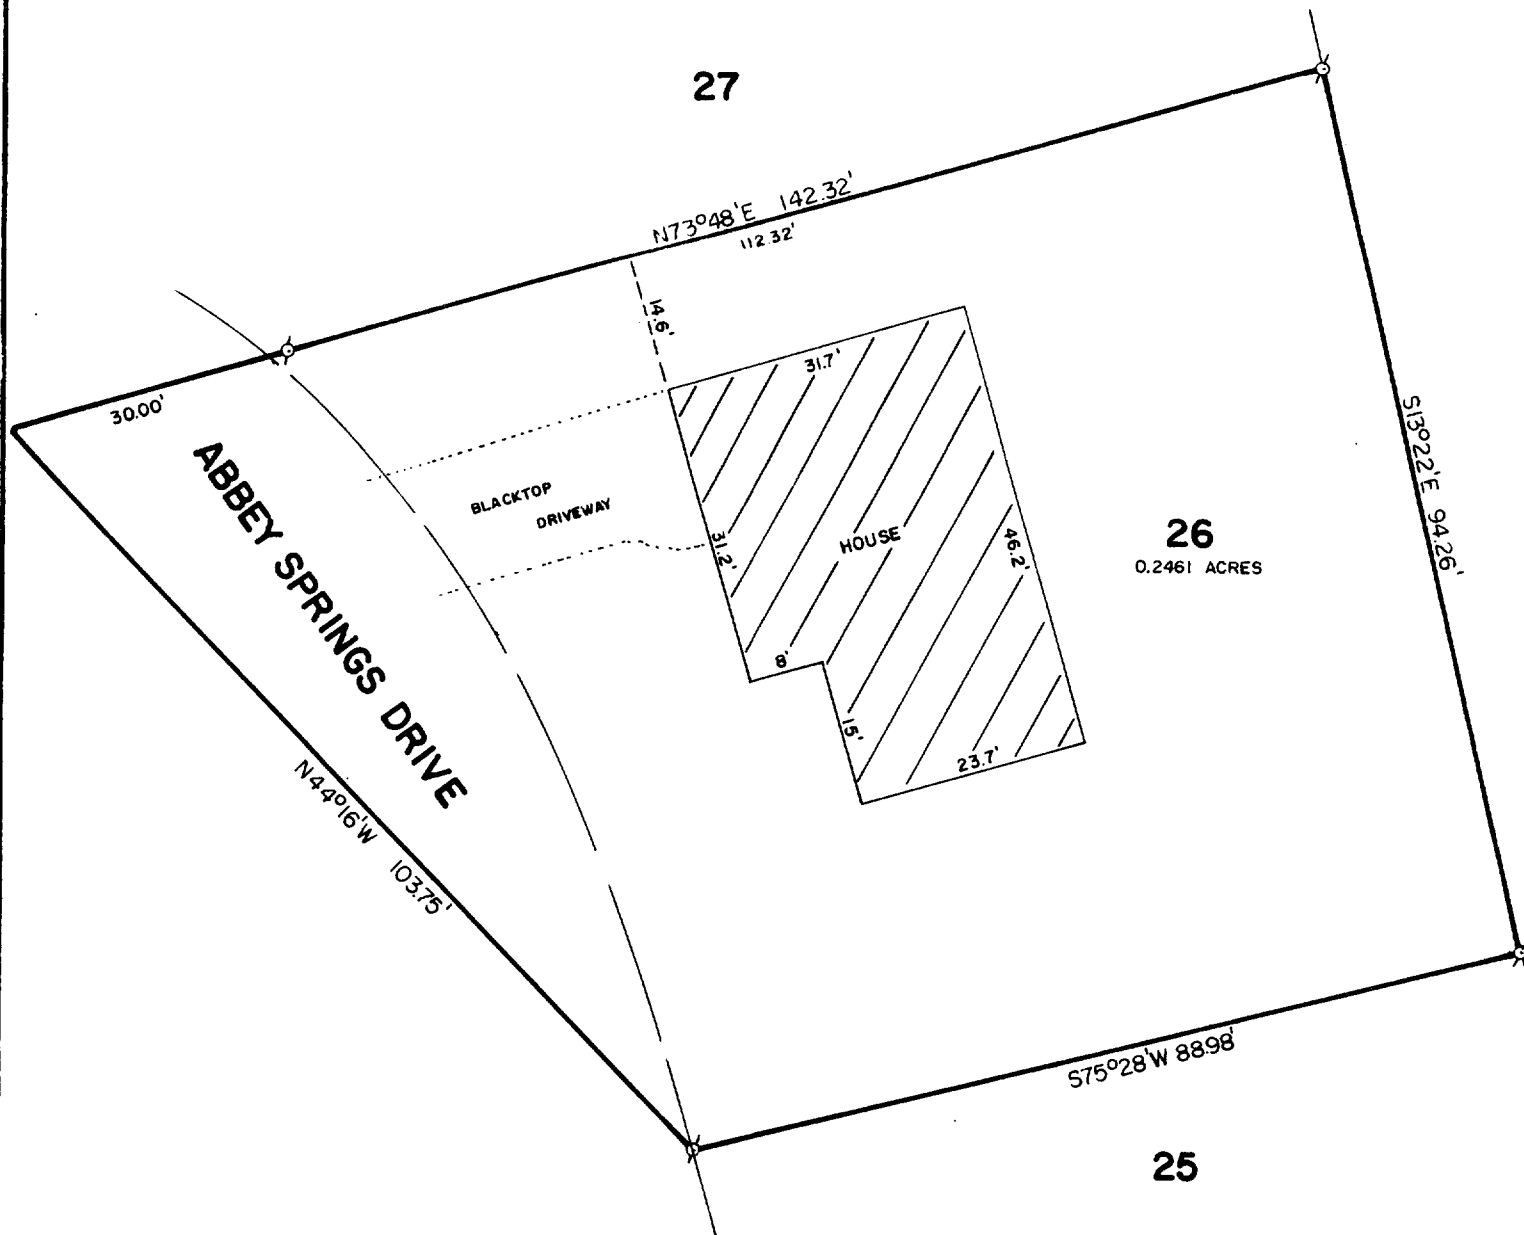 27
N73°48'E 142.32'
112.32'
14.6'
30.00'
31.7'
ABBEY SPRINGS DRIVE
BLACKTOP
DRIVEWAY
31.2'
HOUSE
46.2'
26
0.2461 ACRES
S13°22'E 94.26'
8'
15'
23.7'
N44°16'W 103.75'
S75°28'W 88.98'
25